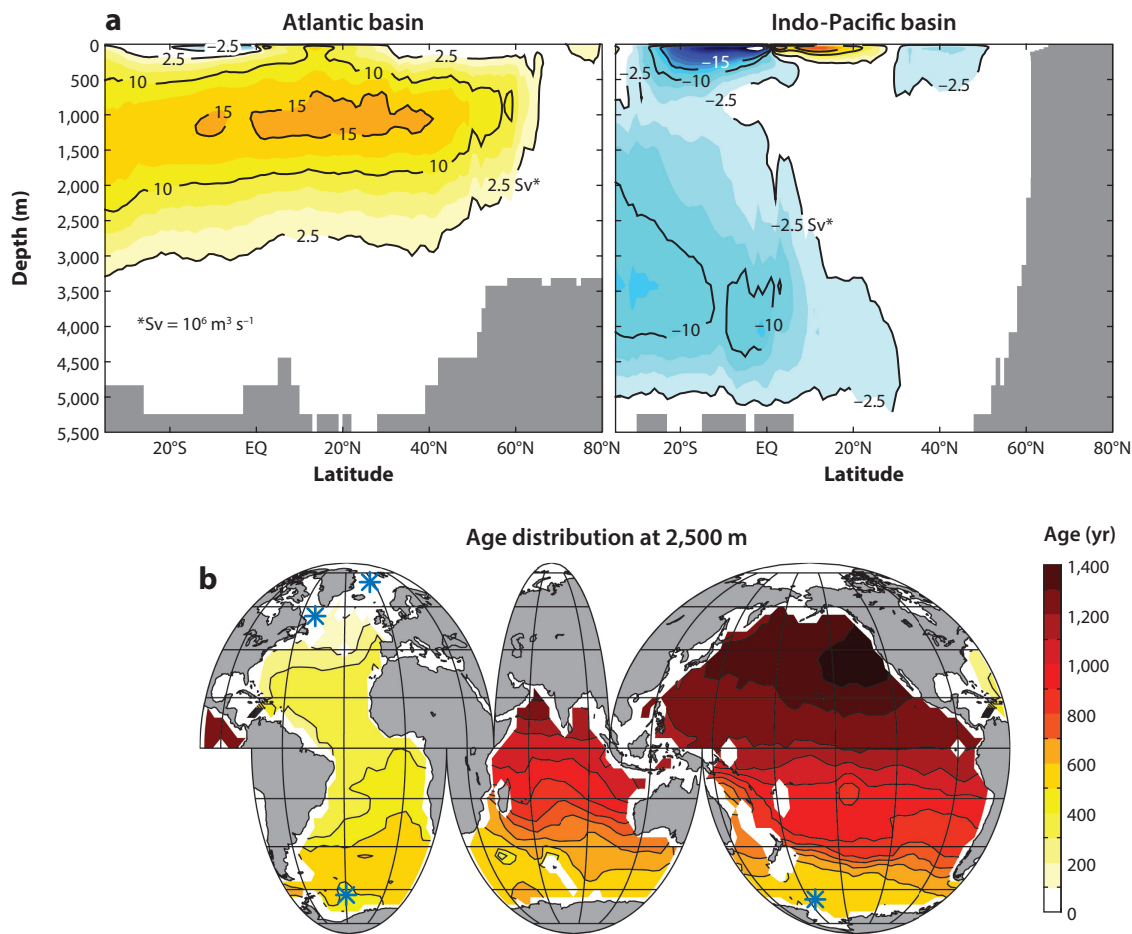 a
Atlantic basin
Indo-Pacific basin
Depth (m)
0
500
1,000
1,500
2,000
2,500
3,000
3,500
4,000
4,500
5,000
5,500
−2.5
2.5
2.5
10
10
15
15
15
10
10
2.5 Sv*
2.5
*Sv = 10⁶ m³ s⁻¹
20°S
EQ
20°N
40°N
60°N
80°N
Latitude
−2.5
−15
−10
−2.5
−2.5
−2.5 Sv*
−10
−10
−2.5
20°S
EQ
20°N
40°N
60°N
80°N
Latitude
Age distribution at 2,500 m
b
Age (yr)
1,400
1,200
1,000
800
600
400
200
0